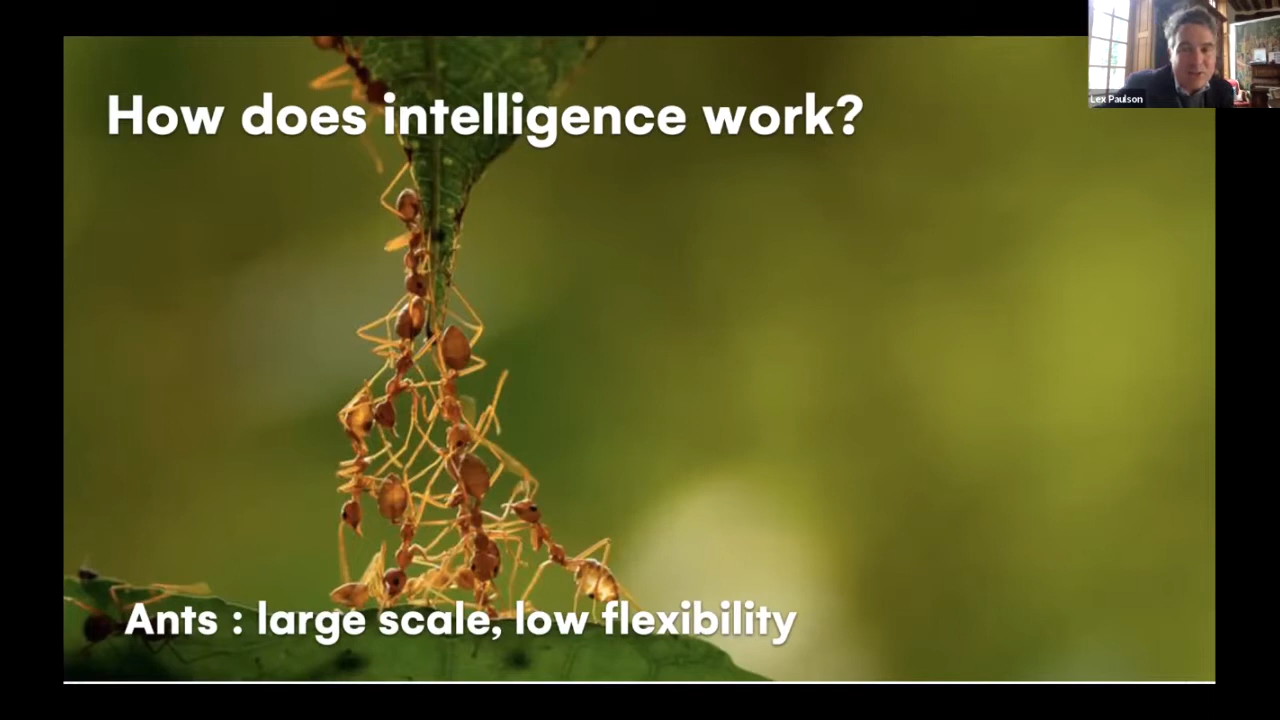 How does intelligence work?
Lex Paulson
Ants : large scale, low flexibility